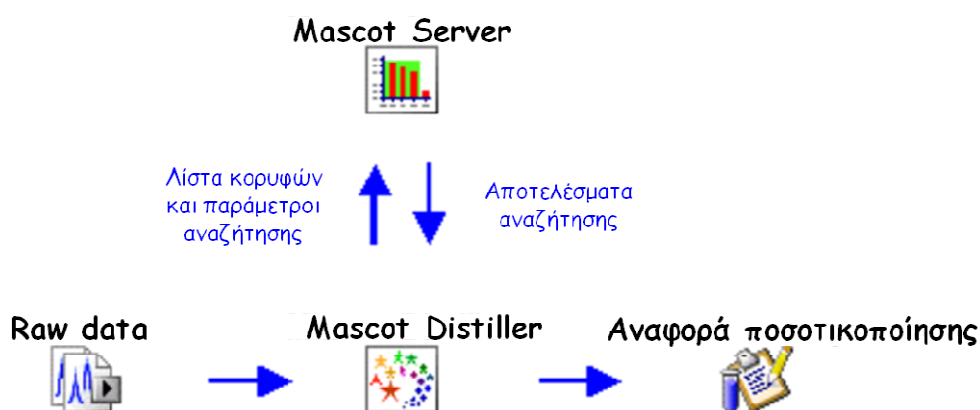 Mascot Server
Λίστα κορυφών
και παράμετροι
αναζήτησης
Αποτελέσματα
αναζήτησης
Raw data
Mascot Distiller
Αναφορά ποσοτικοποίησης